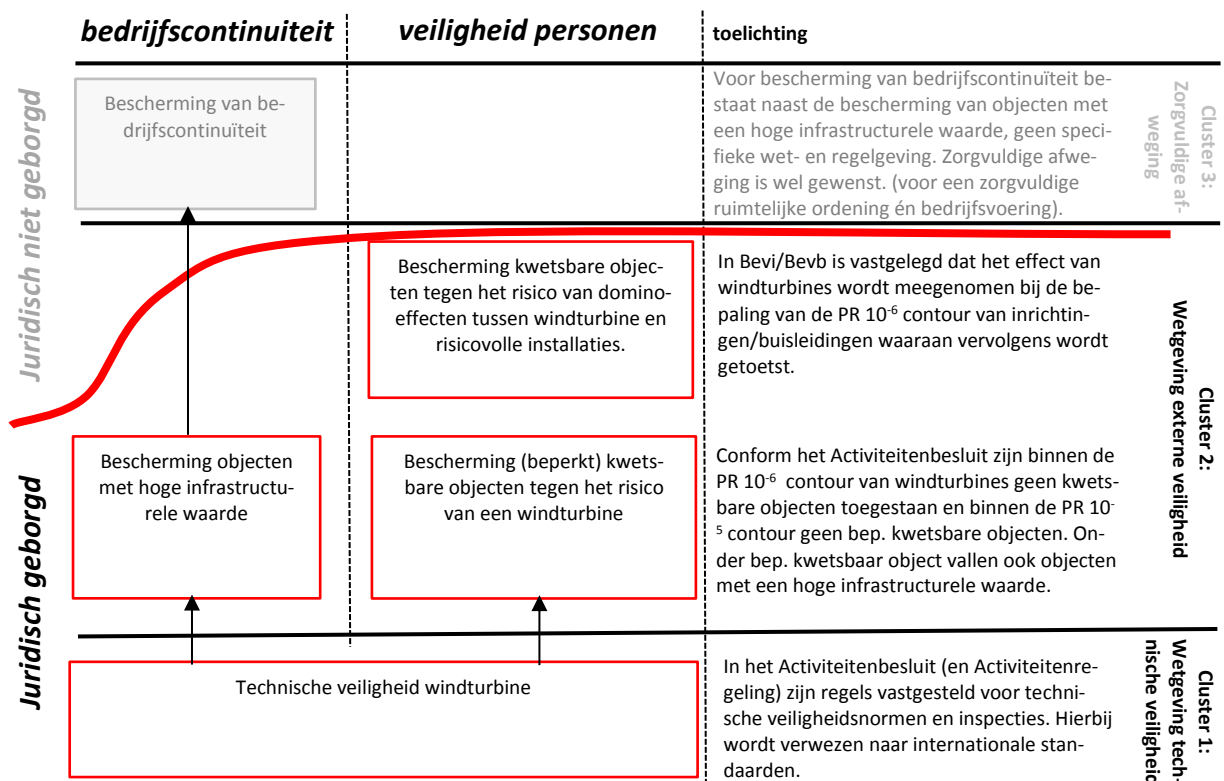 bedrijfscontinuiteit
veiligheid personen
toelichting
Juridisch niet geborgd
Bescherming van be-
drijfscontinuïteit
Voor bescherming van bedrijfscontinuïteit be-
staat naast de bescherming van objecten met
een hoge infrastructurele waarde, geen speci-
fieke wet- en regelgeving. Zorgvuldige afwe-
ging is wel gewenst. (voor een zorgvuldige
ruimtelijke ordening én bedrijfsvoering).
Cluster 3:
Zorgvuldige af-
weging
Bescherming kwetsbare objec-
ten tegen het risico van domino-
effecten tussen windturbine en
risicovolle installaties.
In Bevi/Bevb is vastgelegd dat het effect van
windturbines wordt meegenomen bij de be-
paling van de PR 10-6 contour van inrichtin-
gen/buisleidingen waaraan vervolgens wordt
getoetst.
Cluster 2:
Wetgeving externe veiligheid
Juridisch geborgd
Bescherming objecten
met hoge infrastructu-
rele waarde
Bescherming (beperkt) kwets-
bare objecten tegen het risico
van een windturbine
Conform het Activiteitenbesluit zijn binnen de
PR 10-6 contour van windturbines geen kwets-
bare objecten toegestaan en binnen de PR 10-
5 contour geen bep. kwetsbare objecten. On-
der bep. kwetsbaar object vallen ook objecten
met een hoge infrastructurele waarde.
Technische veiligheid windturbine
In het Activiteitenbesluit (en Activiteitenre-
geling) zijn regels vastgesteld voor techni-
sche veiligheidsnormen en inspecties. Hierbij
wordt verwezen naar internationale stan-
daarden.
Cluster 1:
Wetgeving tech-
nische veiligheid